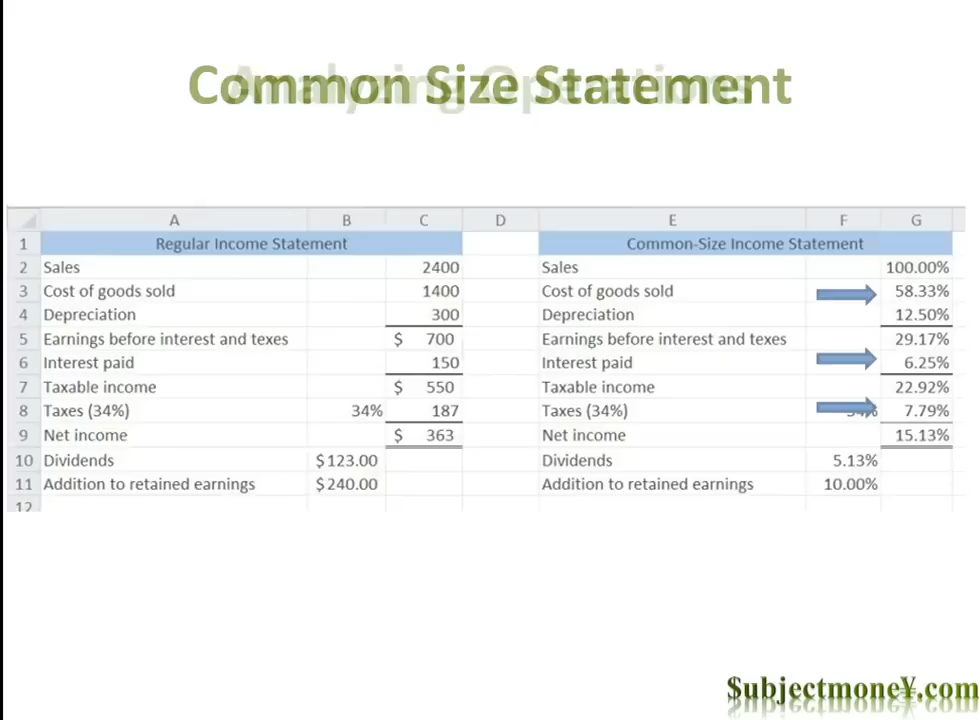 Common Size Statement
Analyzing Operations
A B C D E F G
1 Regular Income Statement Common-Size Income Statement
2 Sales 2400 Sales 100.00%
3 Cost of goods sold 1400 Cost of goods sold 58.33%
4 Depreciation 300 Depreciation 12.50%
5 Earnings before interest and texes $ 700 Earnings before interest and texes 29.17%
6 Interest paid 150 Interest paid 6.25%
7 Taxable income $ 550 Taxable income 22.92%
8 Taxes (34%) 34% 187 Taxes (34%) 34% 7.79%
9 Net income $ 363 Net income 15.13%
10 Dividends $123.00 Dividends 5.13%
11 Addition to retained earnings $240.00 Addition to retained earnings 10.00%
12
$ubjectmone¥.com